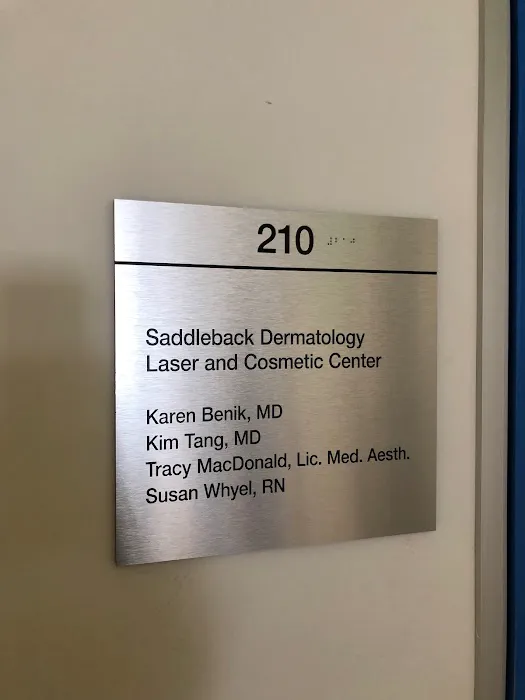 210
Saddleback Dermatology
Laser and Cosmetic Center
Karen Benik, MD
Kim Tang, MD
Tracy MacDonald, Lic. Med. Aesth.
Susan Whyel, RN